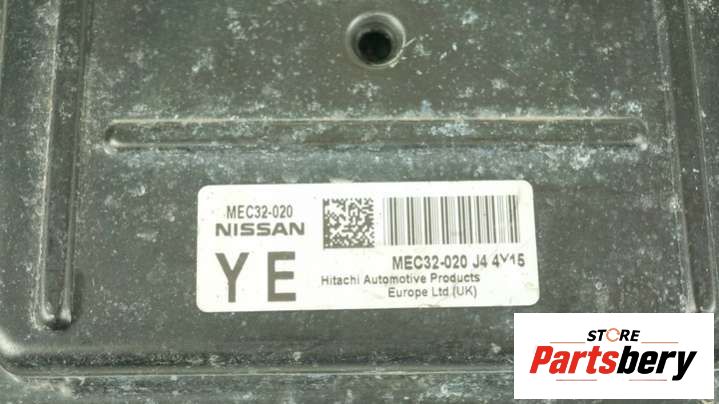 MEC32-020
NISSAN
YE
MEC32-020 J4 4Y15
Hitachi Automotive Products
Europe Ltd (UK)
STORE
Partsbery